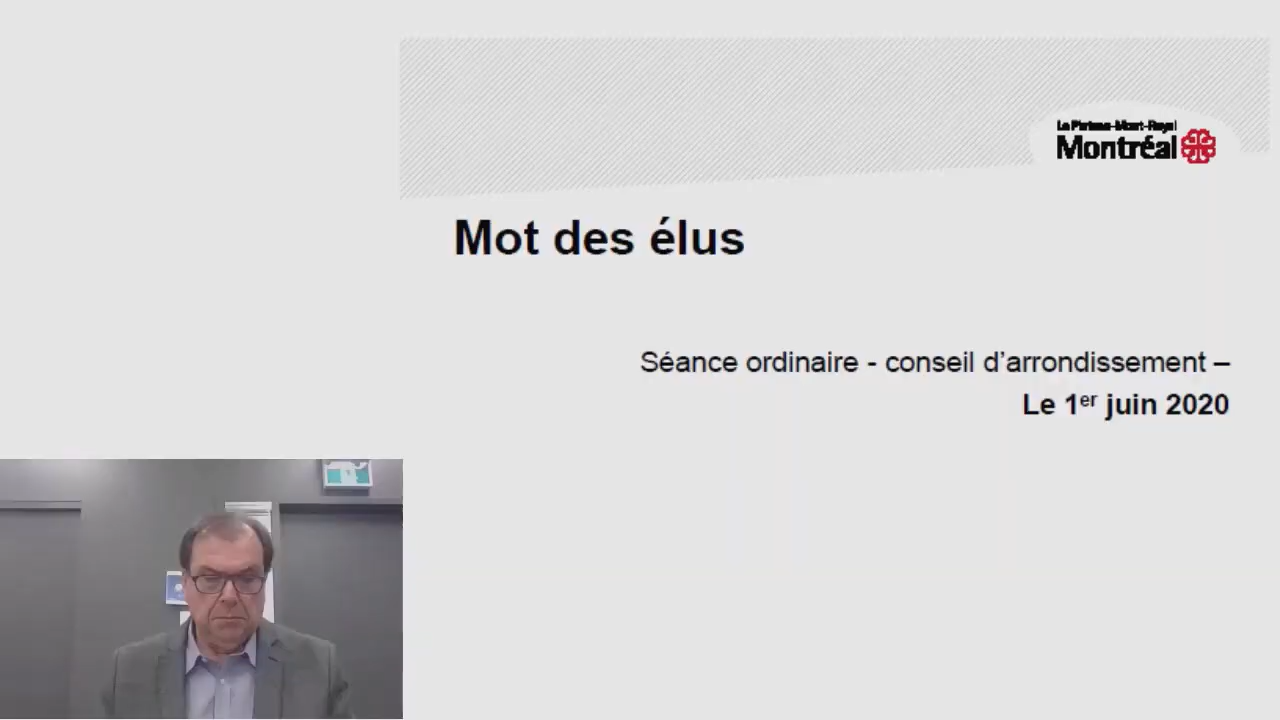 Le Plateau-Mont-Royal
Montréal
Mot des élus
Séance ordinaire - conseil d’arrondissement –
Le 1er juin 2020